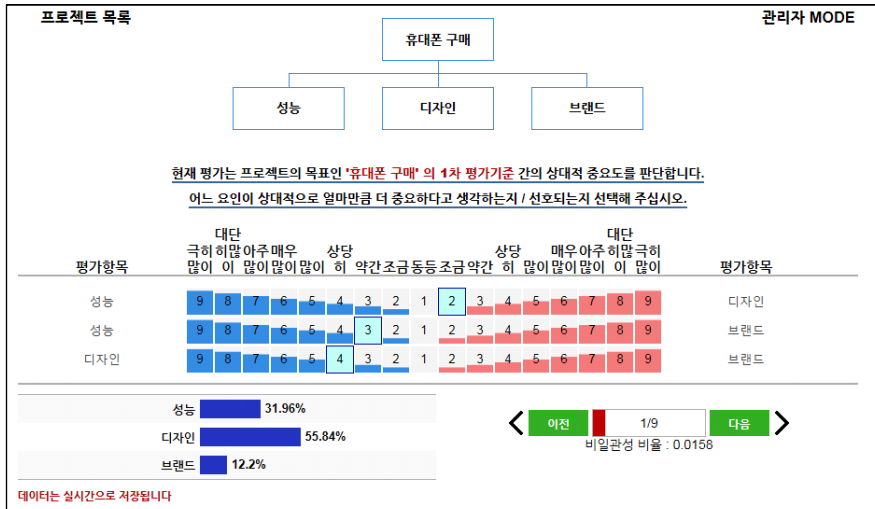 프로젝트 목록
관리자 MODE
휴대폰 구매
성능
디자인
브랜드
현재 평가는 프로젝트의 목표인 '휴대폰 구매' 의 1차 평가기준 간의 상대적 중요도를 판단합니다.
어느 요인이 상대적으로 얼마만큼 더 중요하다고 생각하는지 / 선호되는지 선택해 주십시오.
평가항목 극히많이 대단히많이 아주많이 매우많이 많이 상당히 약간 조금 동등 조금 약간 상당히 많이 매우많이 아주많이 대단히많이 극히많이 평가항목
성능 9 8 7 6 5 4 3 2 1 2 3 4 5 6 7 8 9 디자인
성능 9 8 7 6 5 4 3 2 1 2 3 4 5 6 7 8 9 브랜드
디자인 9 8 7 6 5 4 3 2 1 2 3 4 5 6 7 8 9 브랜드
성능 31.96%
디자인 55.84%
브랜드 12.2%
이전 1/9 다음
비일관성 비율 : 0.0158
데이터는 실시간으로 저장됩니다